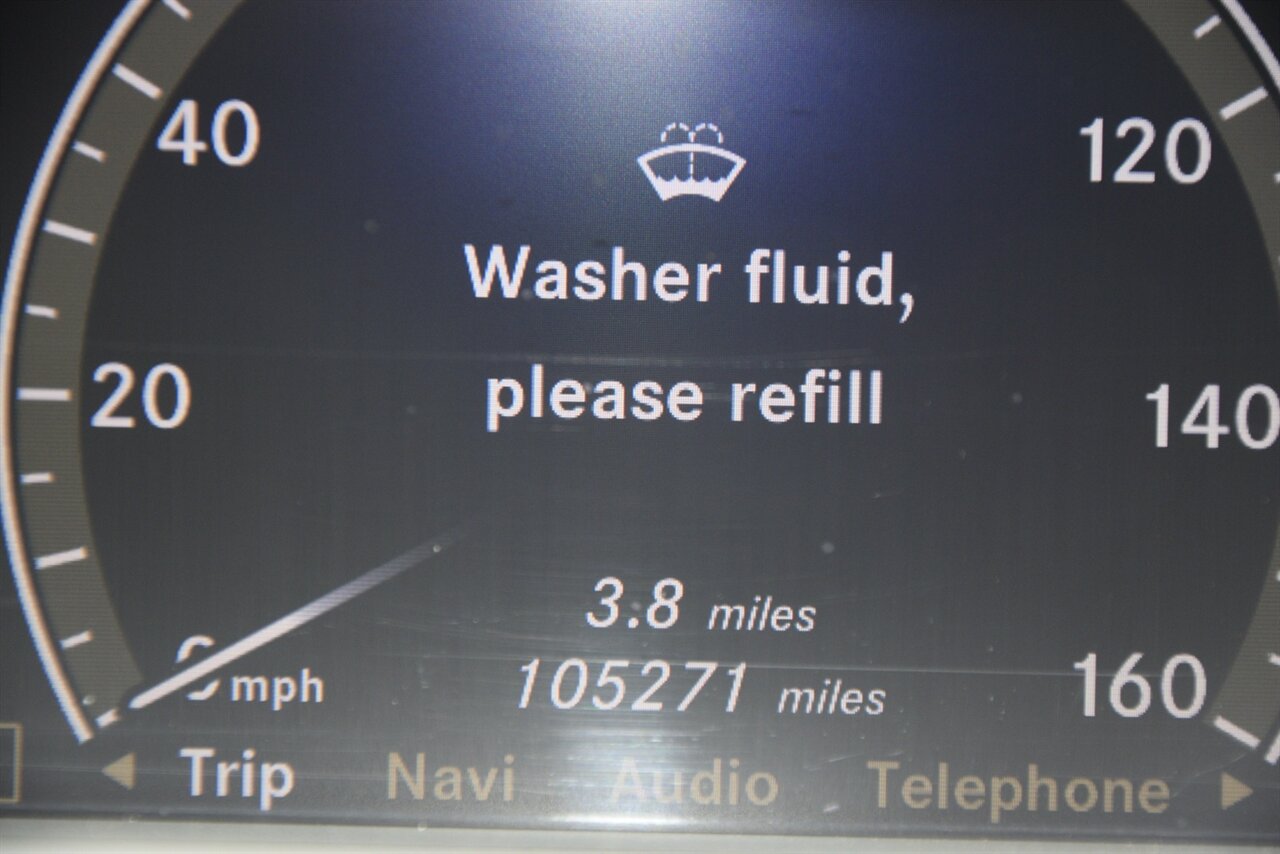 40
120
Washer fluid,
please refill
20
140
3.8 miles
0 mph
105271 miles
160
Trip Navi Audio Telephone